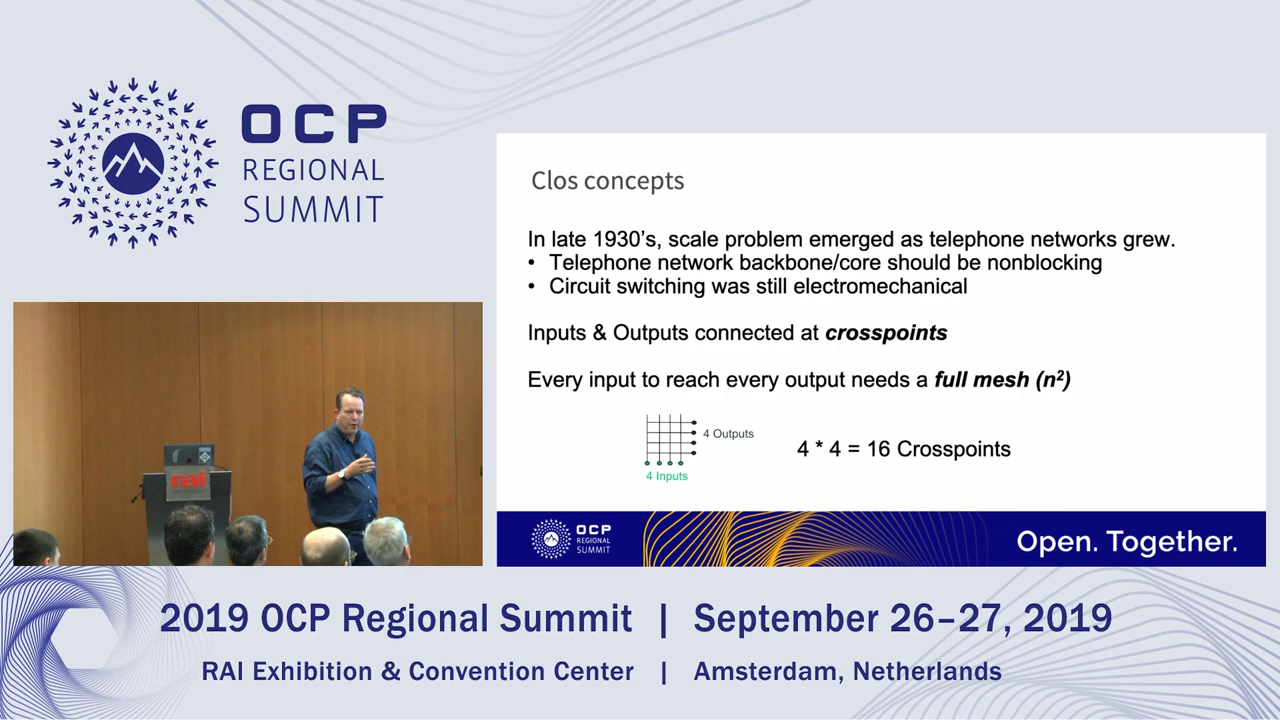 OCP
REGIONAL
SUMMIT
Clos concepts
In late 1930’s, scale problem emerged as telephone networks grew.
• Telephone network backbone/core should be nonblocking
• Circuit switching was still electromechanical
Inputs & Outputs connected at crosspoints
Every input to reach every output needs a full mesh (n²)
4 Outputs
4 Inputs
4 * 4 = 16 Crosspoints
OCP
REGIONAL
SUMMIT
Open. Together.
rai
2019 OCP Regional Summit | September 26–27, 2019
RAI Exhibition & Convention Center | Amsterdam, Netherlands